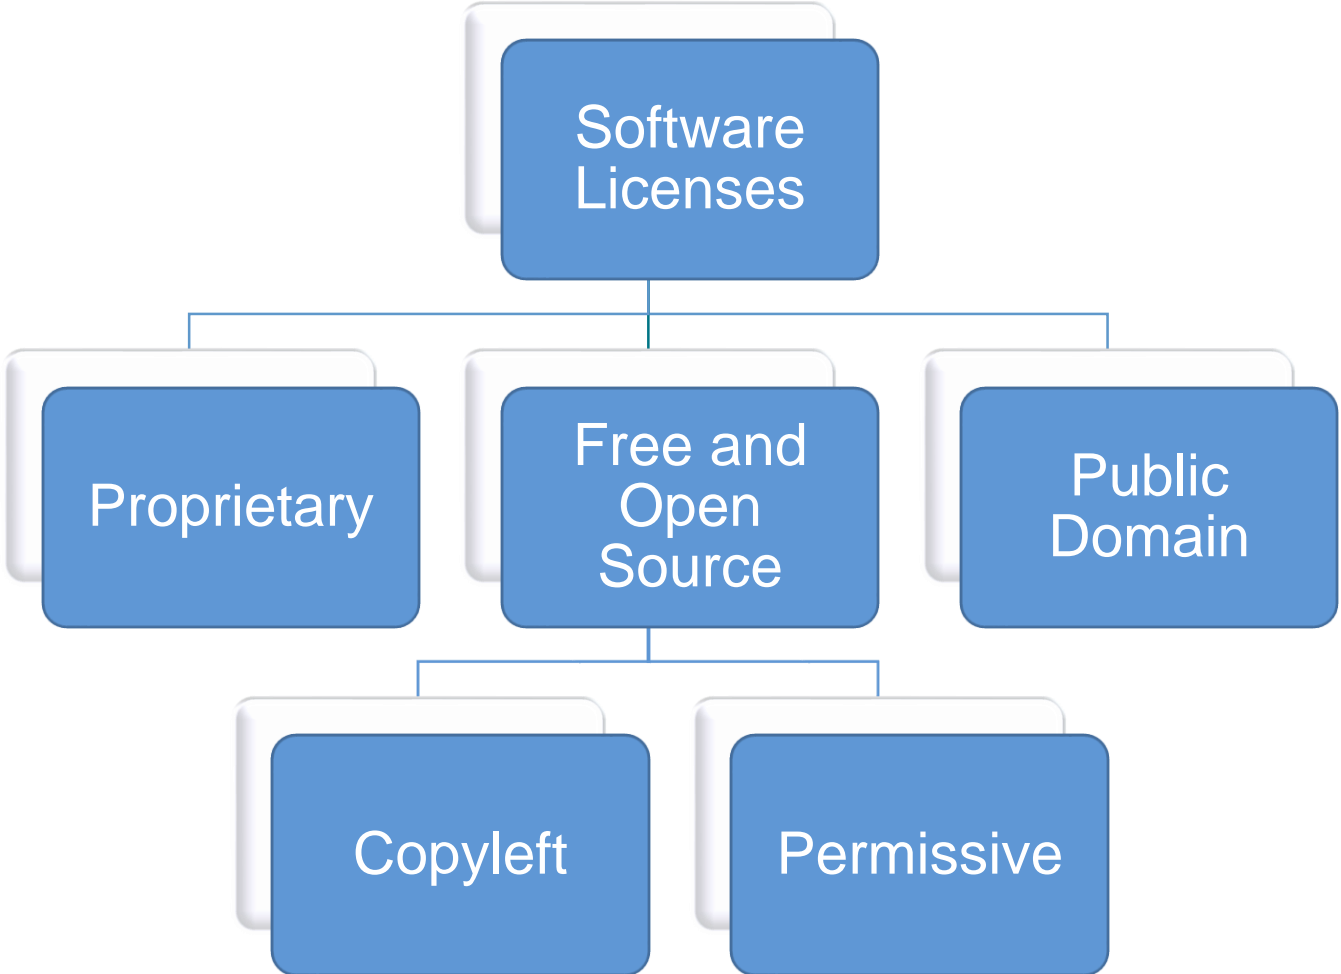 Software
Licenses
Proprietary
Free and
Open
Source
Public
Domain
Copyleft
Permissive